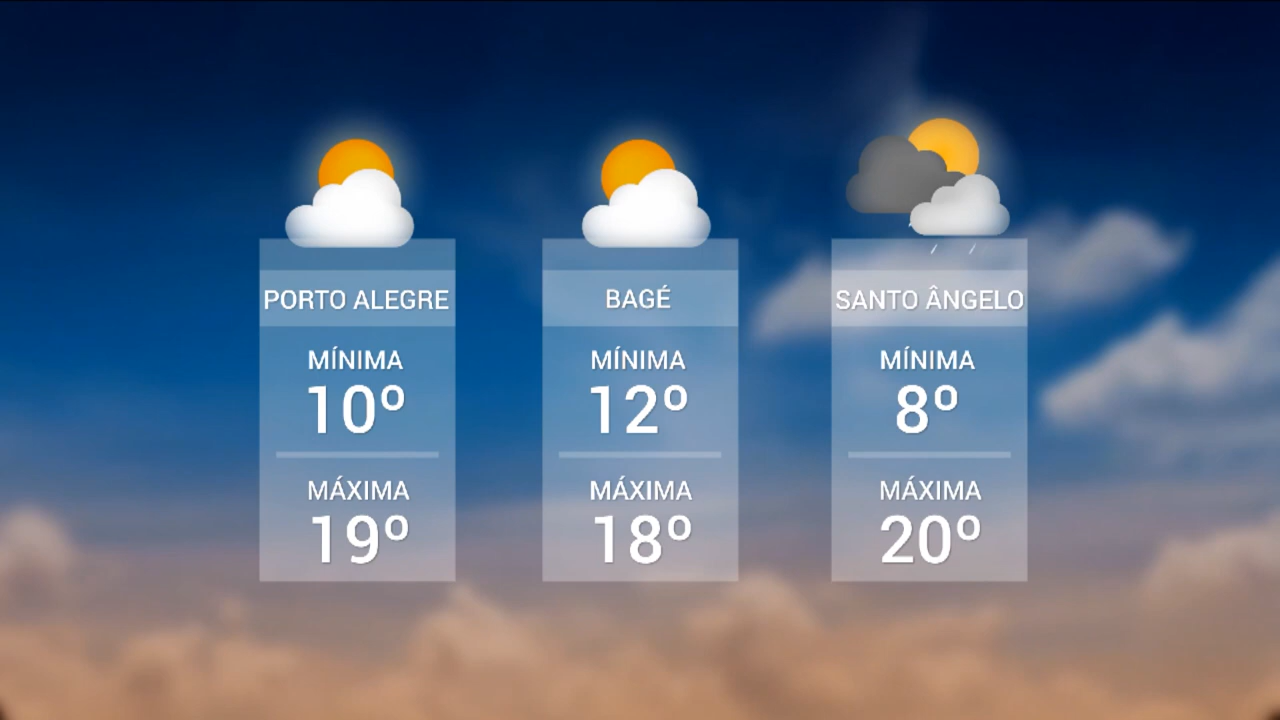 PORTO ALEGRE
MÍNIMA
10º
MÁXIMA
19º
BAGÉ
MÍNIMA
12º
MÁXIMA
18º
SANTO ÂNGELO
MÍNIMA
8º
MÁXIMA
20º